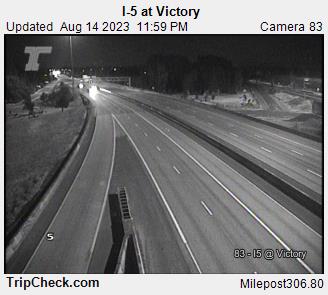 I-5 at Victory
Updated Aug 14 2023 11:59 PM Camera 83
T
S
83 - I5 @ Victory
TripCheck.com Milepost306.80